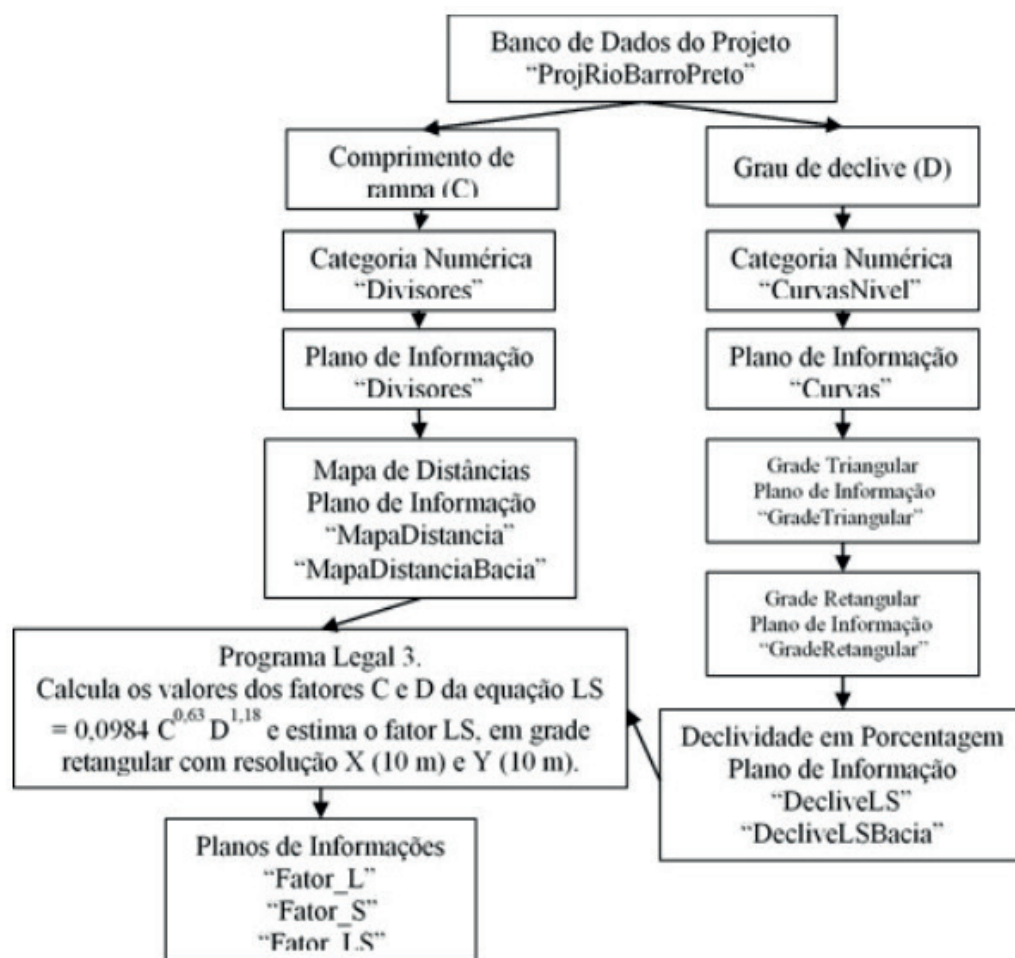 Banco de Dados do Projeto
“ProjRioBarroPreto”
Comprimento de
rampa (C)
Grau de declive (D)
Categoria Numérica
“Divisores”
Categoria Numérica
“CurvasNivel”
Plano de Informação
“Divisores”
Plano de Informação
“Curvas”
Mapa de Distâncias
Plano de Informação
“MapaDistancia”
“MapaDistanciaBacia”
Grade Triangular
Plano de Informação
“GradeTriangular”
Grade Retangular
Plano de Informação
“GradeRetangular”
Programa Legal 3.
Calcula os valores dos fatores C e D da equação LS
= 0,0984 C^0,63 D^1,18 e estima o fator LS, em grade
retangular com resolução X (10 m) e Y (10 m).
Declividade em Porcentagem
Plano de Informação
“DecliveLS”
“DecliveLSBacia”
Planos de Informações
“Fator_L”
“Fator_S”
“Fator_LS”